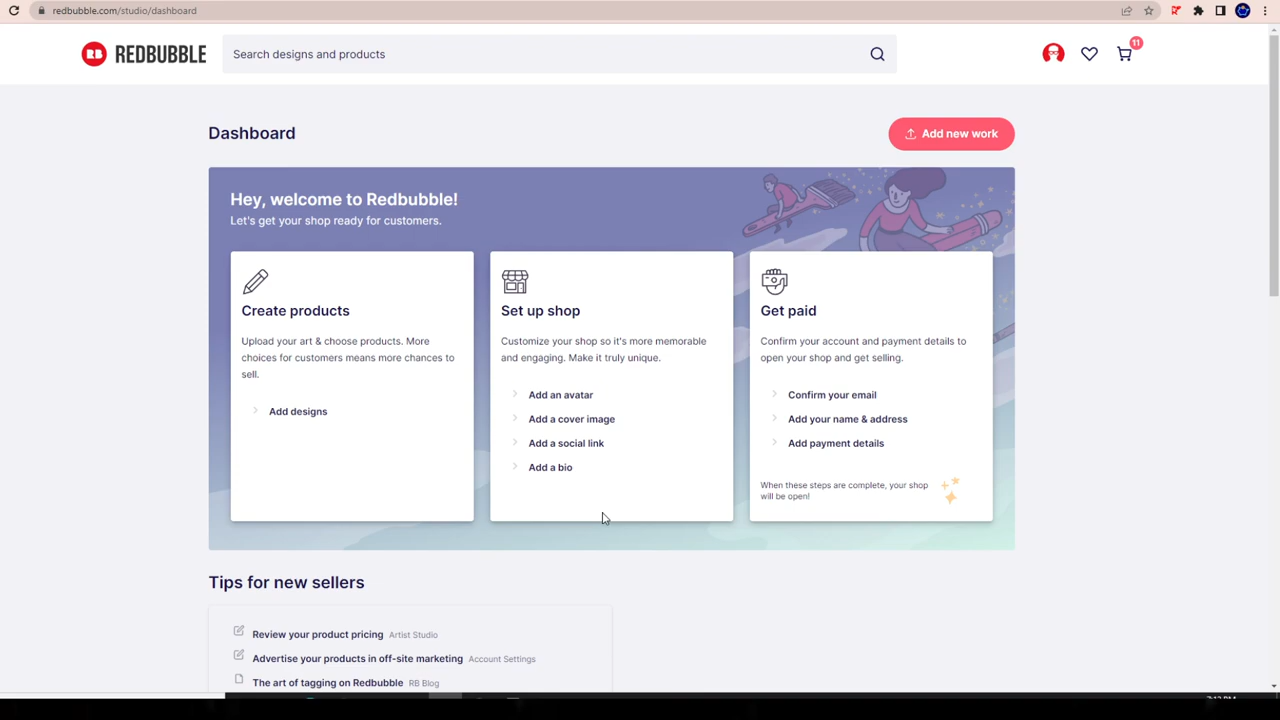 redbubble.com/studio/dashboard
RB REDBUBBLE
Search designs and products
11
Dashboard
Add new work
Hey, welcome to Redbubble!
Let's get your shop ready for customers.
Create products
Upload your art & choose products. More
choices for customers means more chances to
sell.
Add designs
Set up shop
Customize your shop so it's more memorable
and engaging. Make it truly unique.
Add an avatar
Add a cover image
Add a social link
Add a bio
Get paid
Confirm your account and payment details to
open your shop and get selling.
Confirm your email
Add your name & address
Add payment details
When these steps are complete, your shop
will be open!
Tips for new sellers
Review your product pricing Artist Studio
Advertise your products in off-site marketing Account Settings
The art of tagging on Redbubble RB Blog